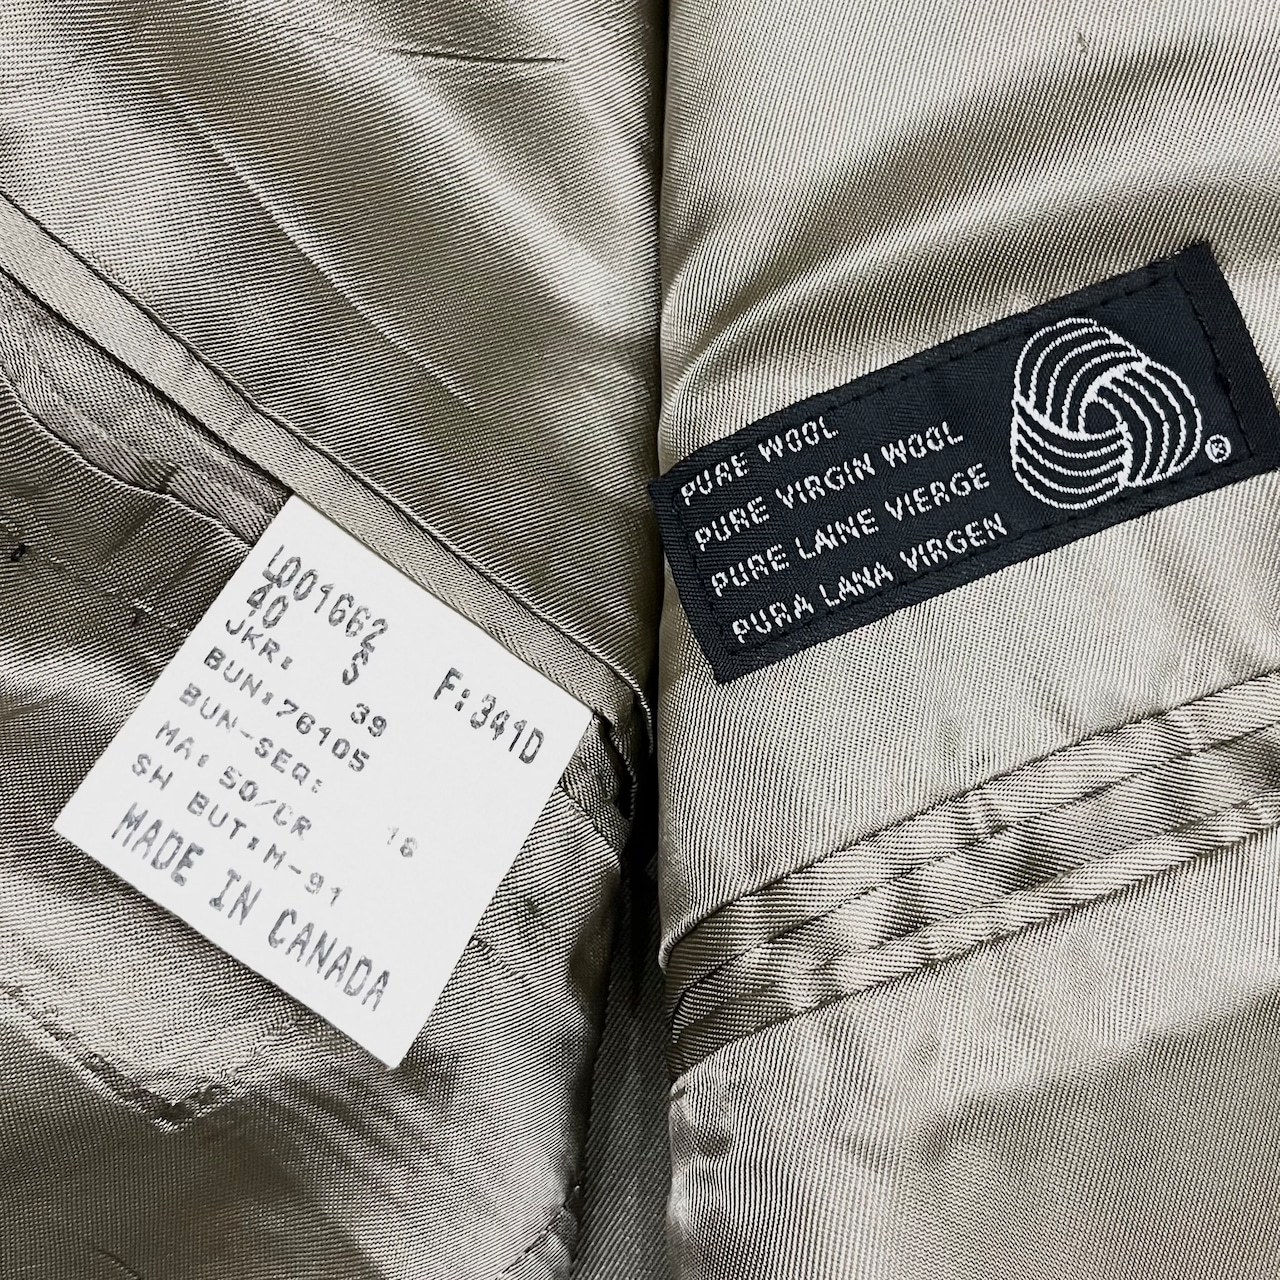 L001662
40 S F:341D
JKR: 39
BUN:76105
BUN-SEQ:
MA: 50/CR 18
SH BUT:M-91
MADE IN CANADA
PURE WOOL
PURE VIRGIN WOOL
PURE LAINE VIERGE
PURA LANA VIRGEN
®